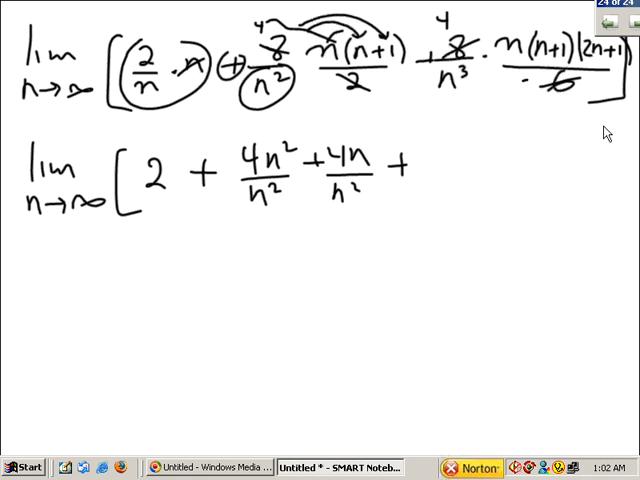 24 of 24
lim n→∞ [ 2/n · n + 4 8/n² n(n+1)/2 + 4 8/n³ · n(n+1)(2n+1)/6 ]
lim n→∞ [ 2 + 4n²/n² + 4n/n² +
Start Untitled - Windows Media ... Untitled * - SMART Noteb... Norton 1:02 AM